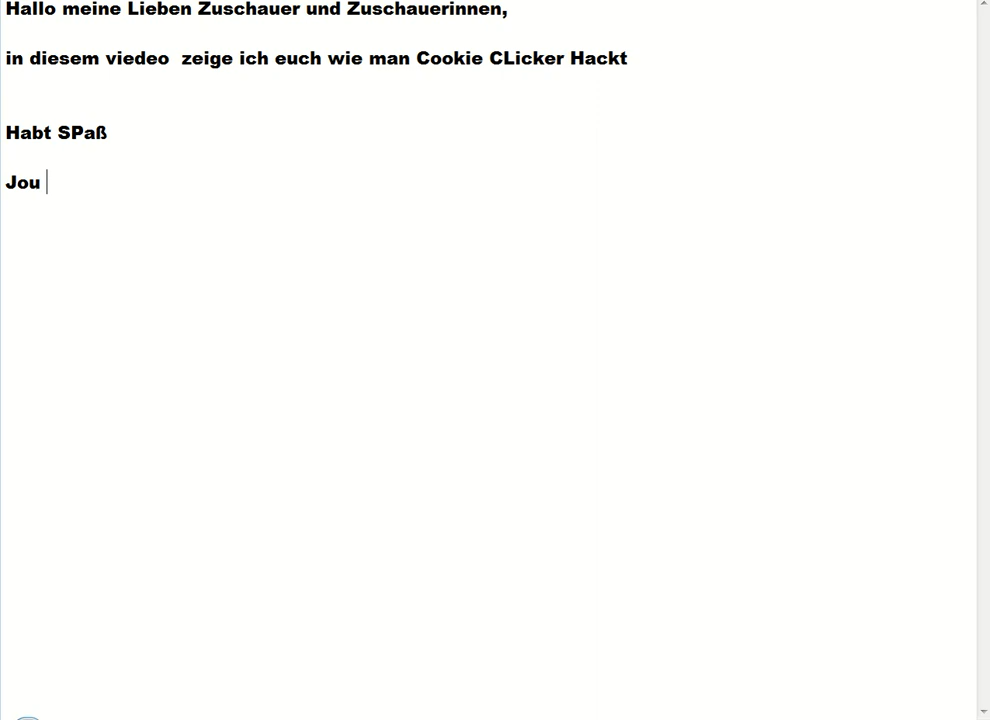 Hallo meine Lieben Zuschauer und Zuschauerinnen,
in diesem viedeo  zeige ich euch wie man Cookie CLicker Hackt
Habt SPaß
Jou